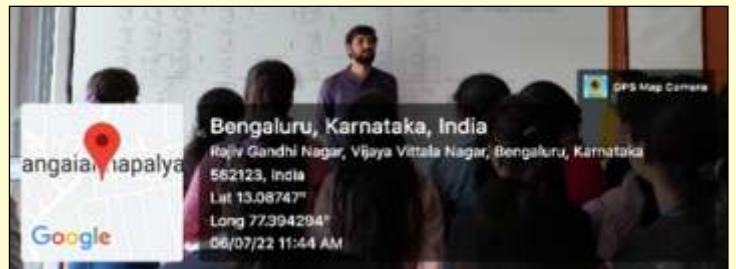 GPS Map Camera
Bengaluru, Karnataka, India
Rajiv Gandhi Nagar, Vijaya Vittala Nagar, Bengaluru, Karnataka
562123, India
Lat 13.08747°
Long 77.394294°
06/07/22 11:44 AM
Google